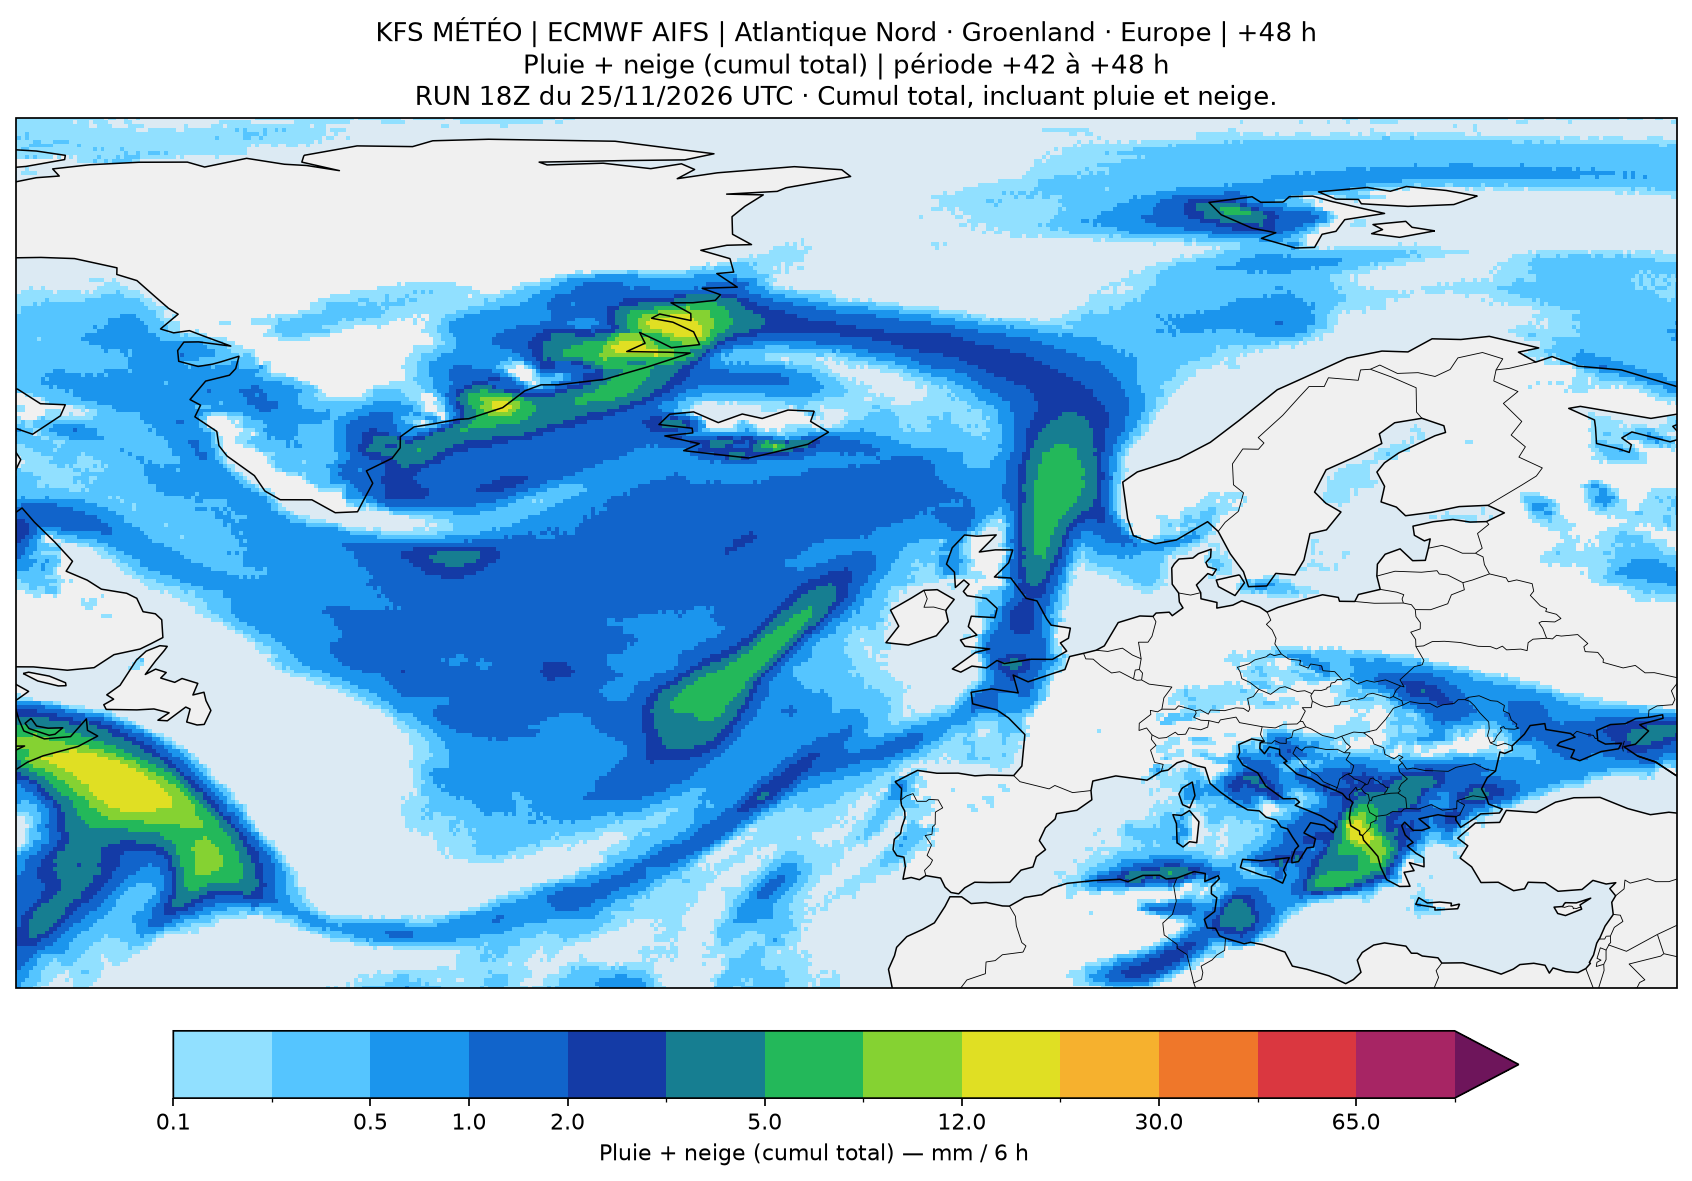 KFS MÉTÉO | ECMWF AIFS | Atlantique Nord · Groenland · Europe | +48 h
Pluie + neige (cumul total) | période +42 à +48 h
RUN 18Z du 25/11/2026 UTC · Cumul total, incluant pluie et neige.
0.1 0.5 1.0 2.0 5.0 12.0 30.0 65.0
Pluie + neige (cumul total) — mm / 6 h